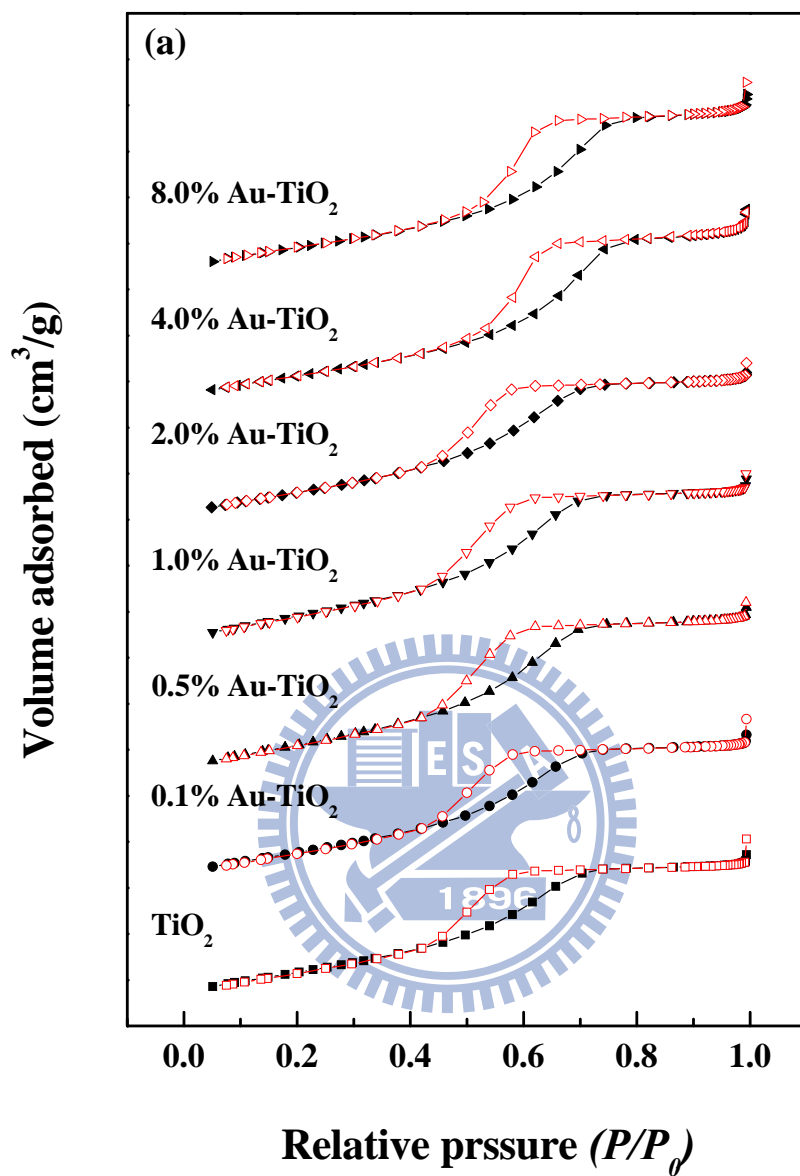 (a)
8.0% Au-TiO₂
4.0% Au-TiO₂
2.0% Au-TiO₂
1.0% Au-TiO₂
0.5% Au-TiO₂
0.1% Au-TiO₂
TiO₂
E S A
1896
Volume adsorbed (cm³/g)
0.0 0.2 0.4 0.6 0.8 1.0
Relative prssure (P/P₀)